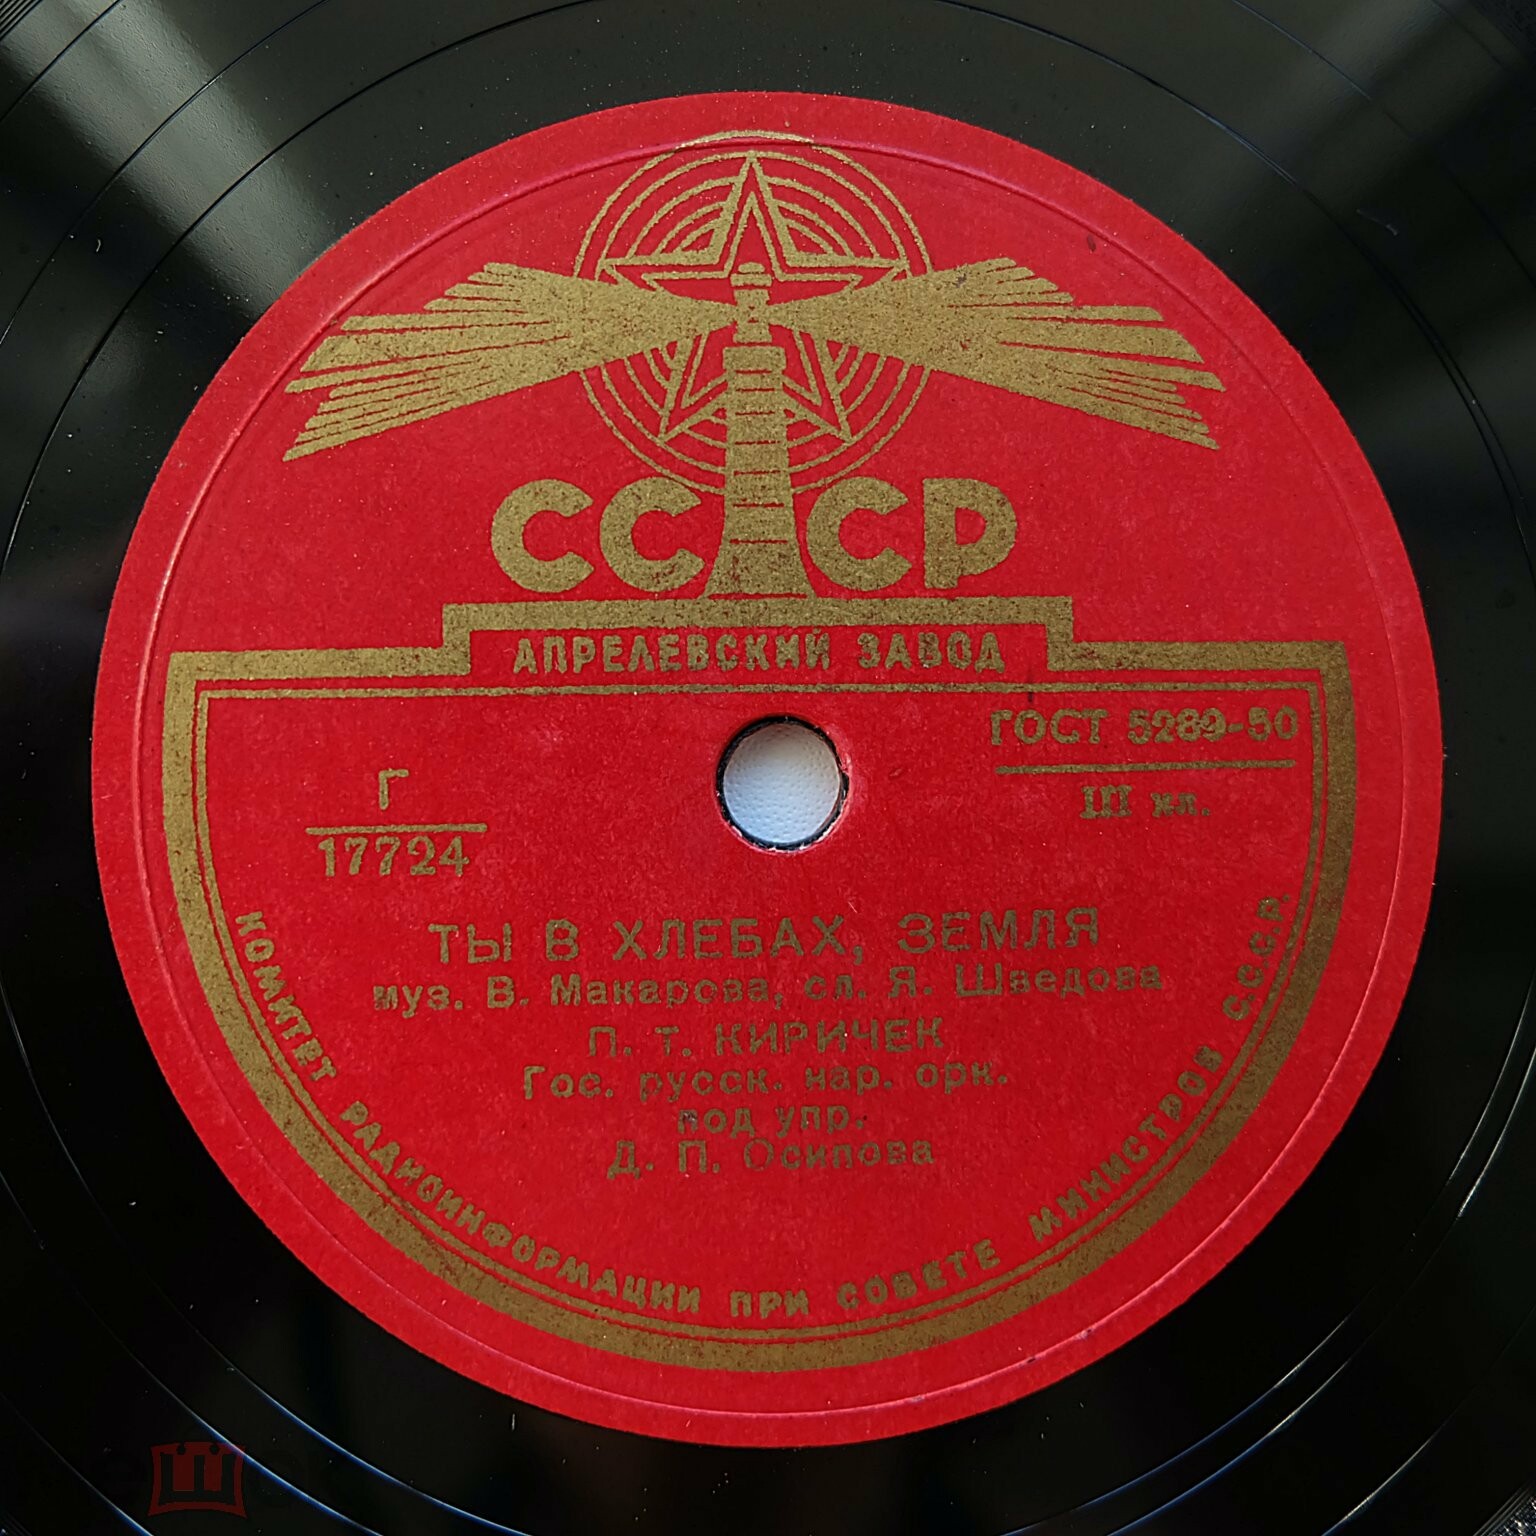 СССР
АПРЕЛЕВСКИЙ ЗАВОД
ГОСТ 5289-50
III кл.
Г
17724
ТЫ В ХЛЕБАХ, ЗЕМЛЯ
муз. В. Макарова, сл. Я. Шведова
П. Т. КИРИЧЕК
Гос. русск. нар. орк.
под упр.
Д. П. Осипова
КОМИТЕТ РАДИОИНФОРМАЦИИ ПРИ СОВЕТЕ МИНИСТРОВ С.С.С.Р.